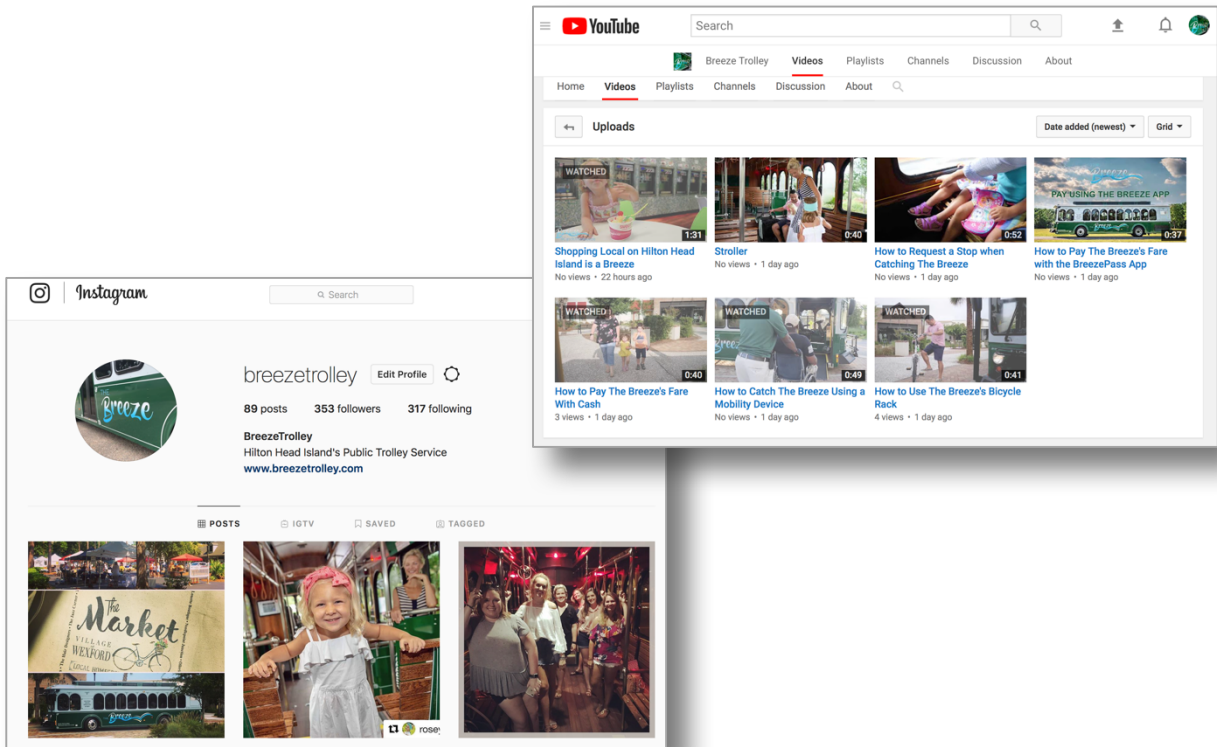 YouTube
Search
Breeze Trolley
Videos
Playlists
Channels
Discussion
About
Home
Videos
Playlists
Channels
Discussion
About
Uploads
Date added (newest)
Grid
WATCHED
1:31
Shopping Local on Hilton Head
Island is a Breeze
No views • 22 hours ago
0:40
Stroller
No views • 1 day ago
0:52
How to Request a Stop when
Catching The Breeze
No views • 1 day ago
Breeze
PAY USING THE BREEZE APP
Breeze
0:37
How to Pay The Breeze's Fare
with the BreezePass App
No views • 1 day ago
WATCHED
0:40
How to Pay The Breeze's Fare
With Cash
3 views • 1 day ago
WATCHED
0:49
How to Catch The Breeze Using a
Mobility Device
No views • 1 day ago
WATCHED
0:41
How to Use The Breeze's Bicycle
Rack
4 views • 1 day ago
Instagram
Search
THE
Breeze
breezetrolley
Edit Profile
89 posts 353 followers 317 following
BreezeTrolley
Hilton Head Island's Public Trolley Service
www.breezetrolley.com
POSTS
IGTV
SAVED
TAGGED
The
Market
VILLAGE
WEXFORD
Breeze
rosey